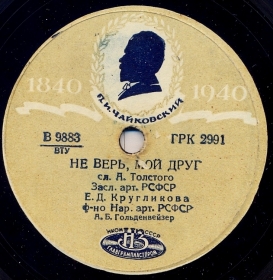 П.И.ЧАЙКОВСКИЙ
1840 1940
В 9883 ГРК 2991
ВТУ
НЕ ВЕРЬ, МОЙ ДРУГ
сл. А. Толстого
Засл. арт. РСФСР
Е. Д. Кругликова
ф-но Нар. арт. РСФСР
А. Б. Гольденвейзер
НКОМ СССР
ГЛАВГРАМПЛАСТПРОМ